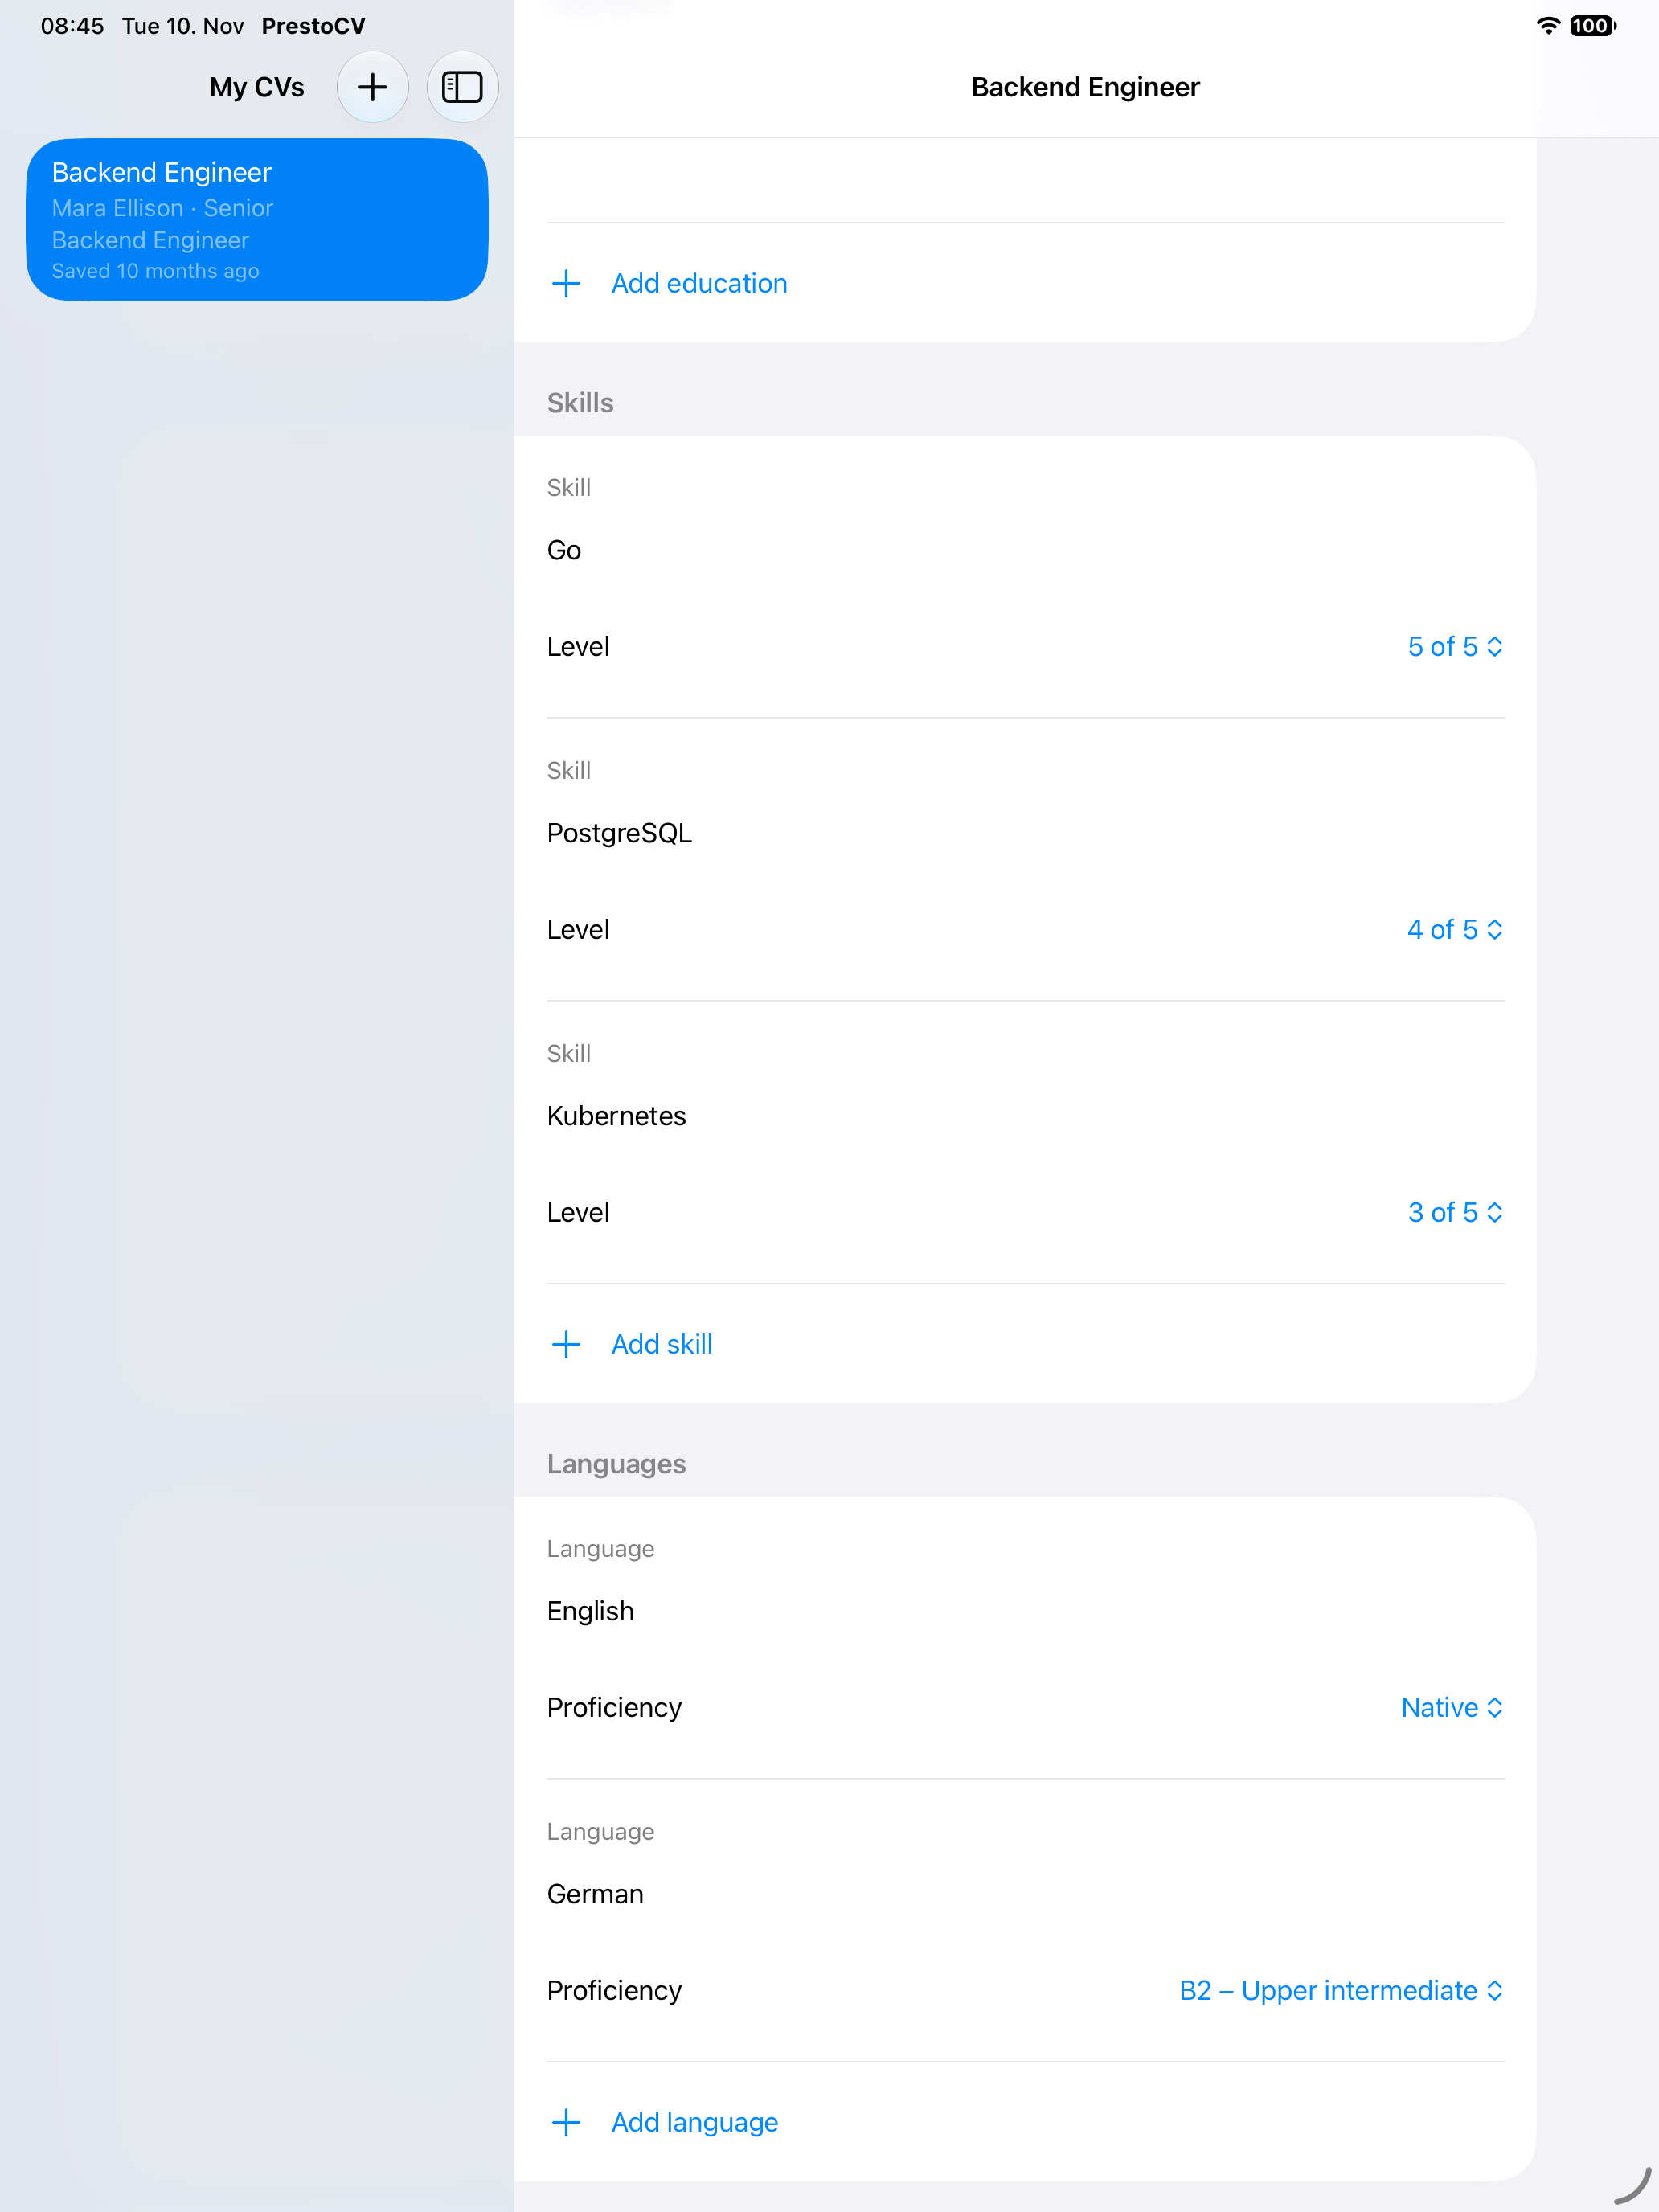 08:45 Tue 10. Nov PrestoCV
100
My CVs
Backend Engineer
Mara Ellison · Senior
Backend Engineer
Saved 10 months ago
Backend Engineer
Add education
Skills
Skill
Go
Level
5 of 5
Skill
PostgreSQL
Level
4 of 5
Skill
Kubernetes
Level
3 of 5
Add skill
Languages
Language
English
Proficiency
Native
Language
German
Proficiency
B2 – Upper intermediate
Add language